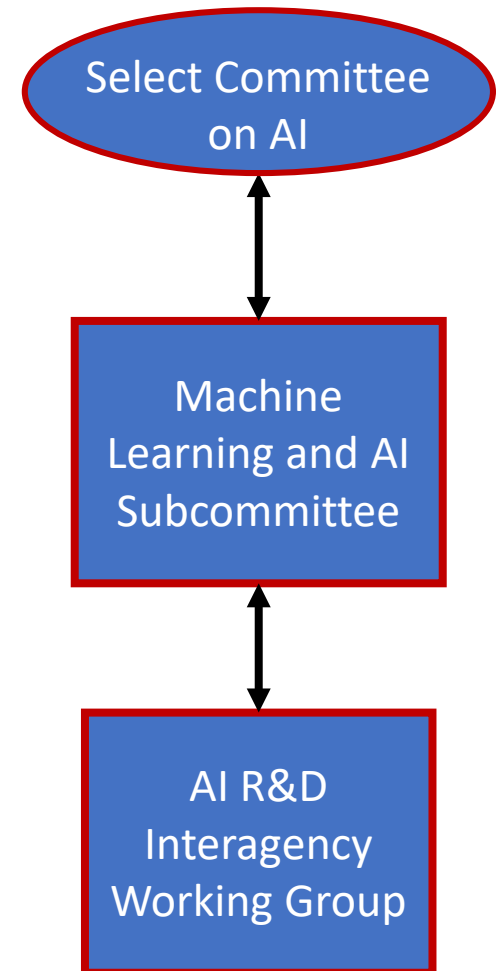 Select Committee
on AI
Machine
Learning and AI
Subcommittee
AI R&D
Interagency
Working Group